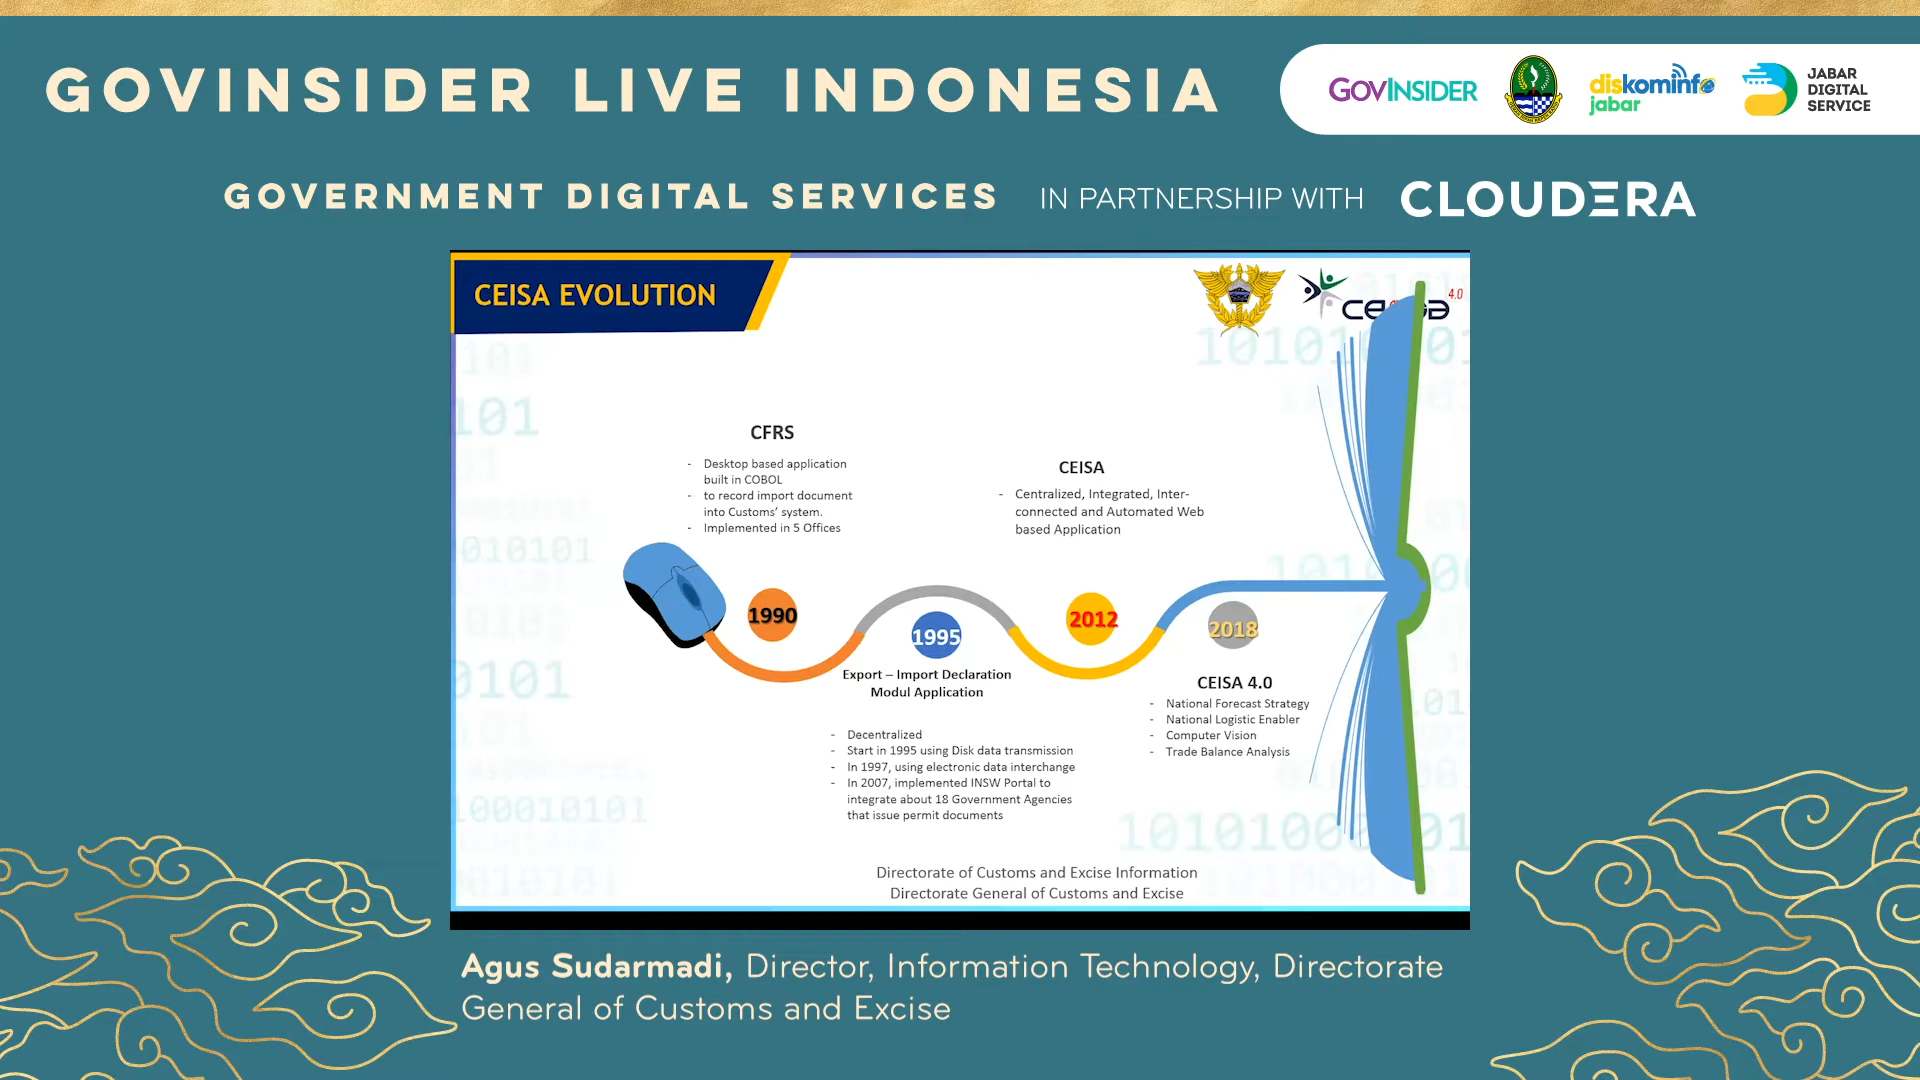 GOVINSIDER LIVE INDONESIA
GOVINSIDER
diskominfo
jabar
JABAR
DIGITAL
SERVICE
GOVERNMENT DIGITAL SERVICES IN PARTNERSHIP WITH CLOUDERA
CEISA EVOLUTION
4.0
CFRS
- Desktop based application
built in COBOL
- to record import document
into Customs' system.
- Implemented in 5 Offices
CEISA
- Centralized, Integrated, Inter-
connected and Automated Web
based Application
1990
1995
2012
2018
Export – Import Declaration
Modul Application
- Decentralized
- Start in 1995 using Disk data transmission
- In 1997, using electronic data interchange
- In 2007, implemented INSW Portal to
integrate about 18 Government Agencies
that issue permit documents
CEISA 4.0
- National Forecast Strategy
- National Logistic Enabler
- Computer Vision
- Trade Balance Analysis
Directorate of Customs and Excise Information
Directorate General of Customs and Excise
Agus Sudarmadi, Director, Information Technology, Directorate
General of Customs and Excise